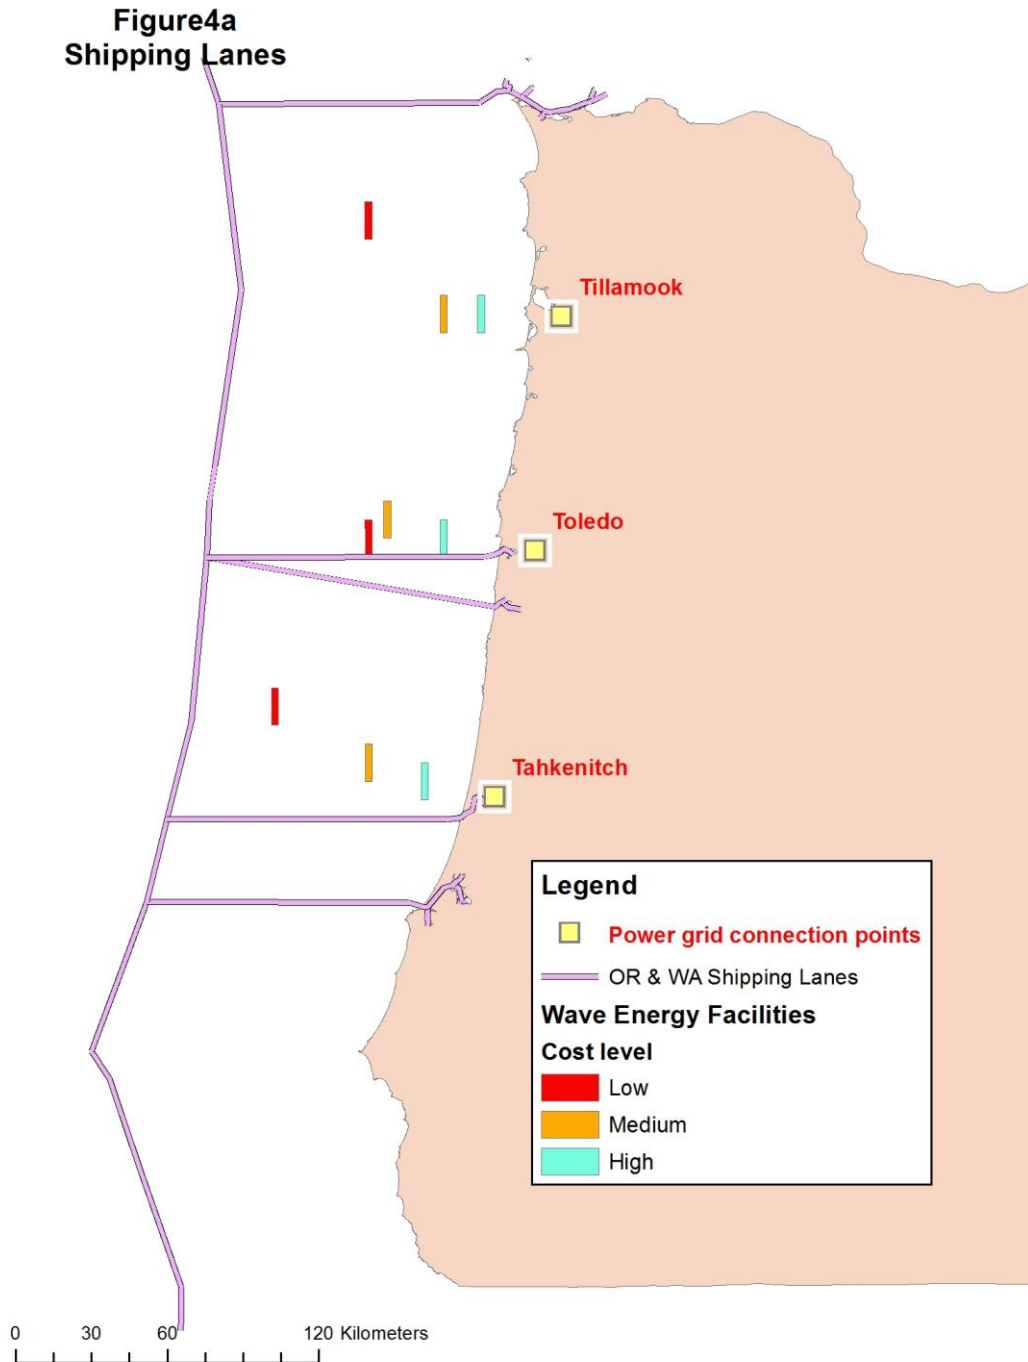 Figure4a
Shipping Lanes
Tillamook
Toledo
Tahkenitch
Legend
Power grid connection points
OR & WA Shipping Lanes
Wave Energy Facilities
Cost level
Low
Medium
High
0 30 60 120 Kilometers